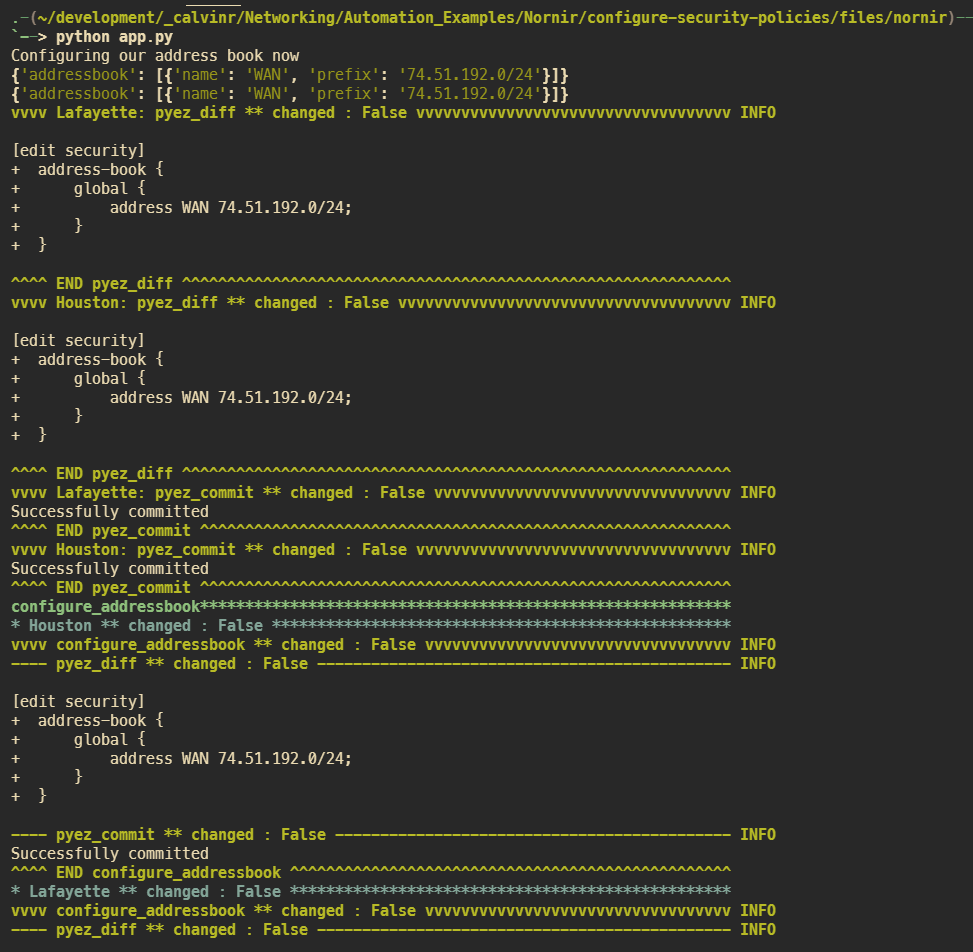 .-(~/development/_calvinr/Networking/Automation_Examples/Nornir/configure-security-policies/files/nornir)--
`--> python app.py
Configuring our address book now
{'addressbook': [{'name': 'WAN', 'prefix': '74.51.192.0/24'}]}
{'addressbook': [{'name': 'WAN', 'prefix': '74.51.192.0/24'}]}
vvvv Lafayette: pyez_diff ** changed : False vvvvvvvvvvvvvvvvvvvvvvvvvvvvvvvvvvv INFO
[edit security]
+  address-book {
+      global {
+          address WAN 74.51.192.0/24;
+      }
+  }
^^^^ END pyez_diff ^^^^^^^^^^^^^^^^^^^^^^^^^^^^^^^^^^^^^^^^^^^^^^^^^^^^^^^^^^^^^
vvvv Houston: pyez_diff ** changed : False vvvvvvvvvvvvvvvvvvvvvvvvvvvvvvvvvvvvv INFO
[edit security]
+  address-book {
+      global {
+          address WAN 74.51.192.0/24;
+      }
+  }
^^^^ END pyez_diff ^^^^^^^^^^^^^^^^^^^^^^^^^^^^^^^^^^^^^^^^^^^^^^^^^^^^^^^^^^^^^
vvvv Lafayette: pyez_commit ** changed : False vvvvvvvvvvvvvvvvvvvvvvvvvvvvvvvvv INFO
Successfully committed
^^^^ END pyez_commit ^^^^^^^^^^^^^^^^^^^^^^^^^^^^^^^^^^^^^^^^^^^^^^^^^^^^^^^^^^^
vvvv Houston: pyez_commit ** changed : False vvvvvvvvvvvvvvvvvvvvvvvvvvvvvvvvvvv INFO
Successfully committed
^^^^ END pyez_commit ^^^^^^^^^^^^^^^^^^^^^^^^^^^^^^^^^^^^^^^^^^^^^^^^^^^^^^^^^^^
configure_addressbook***********************************************************
* Houston ** changed : False ***************************************************
vvvv configure_addressbook ** changed : False vvvvvvvvvvvvvvvvvvvvvvvvvvvvvvvvvv INFO
---- pyez_diff ** changed : False ---------------------------------------------- INFO
[edit security]
+  address-book {
+      global {
+          address WAN 74.51.192.0/24;
+      }
+  }
---- pyez_commit ** changed : False -------------------------------------------- INFO
Successfully committed
^^^^ END configure_addressbook ^^^^^^^^^^^^^^^^^^^^^^^^^^^^^^^^^^^^^^^^^^^^^^^^^
* Lafayette ** changed : False *************************************************
vvvv configure_addressbook ** changed : False vvvvvvvvvvvvvvvvvvvvvvvvvvvvvvvvvv INFO
---- pyez_diff ** changed : False ---------------------------------------------- INFO